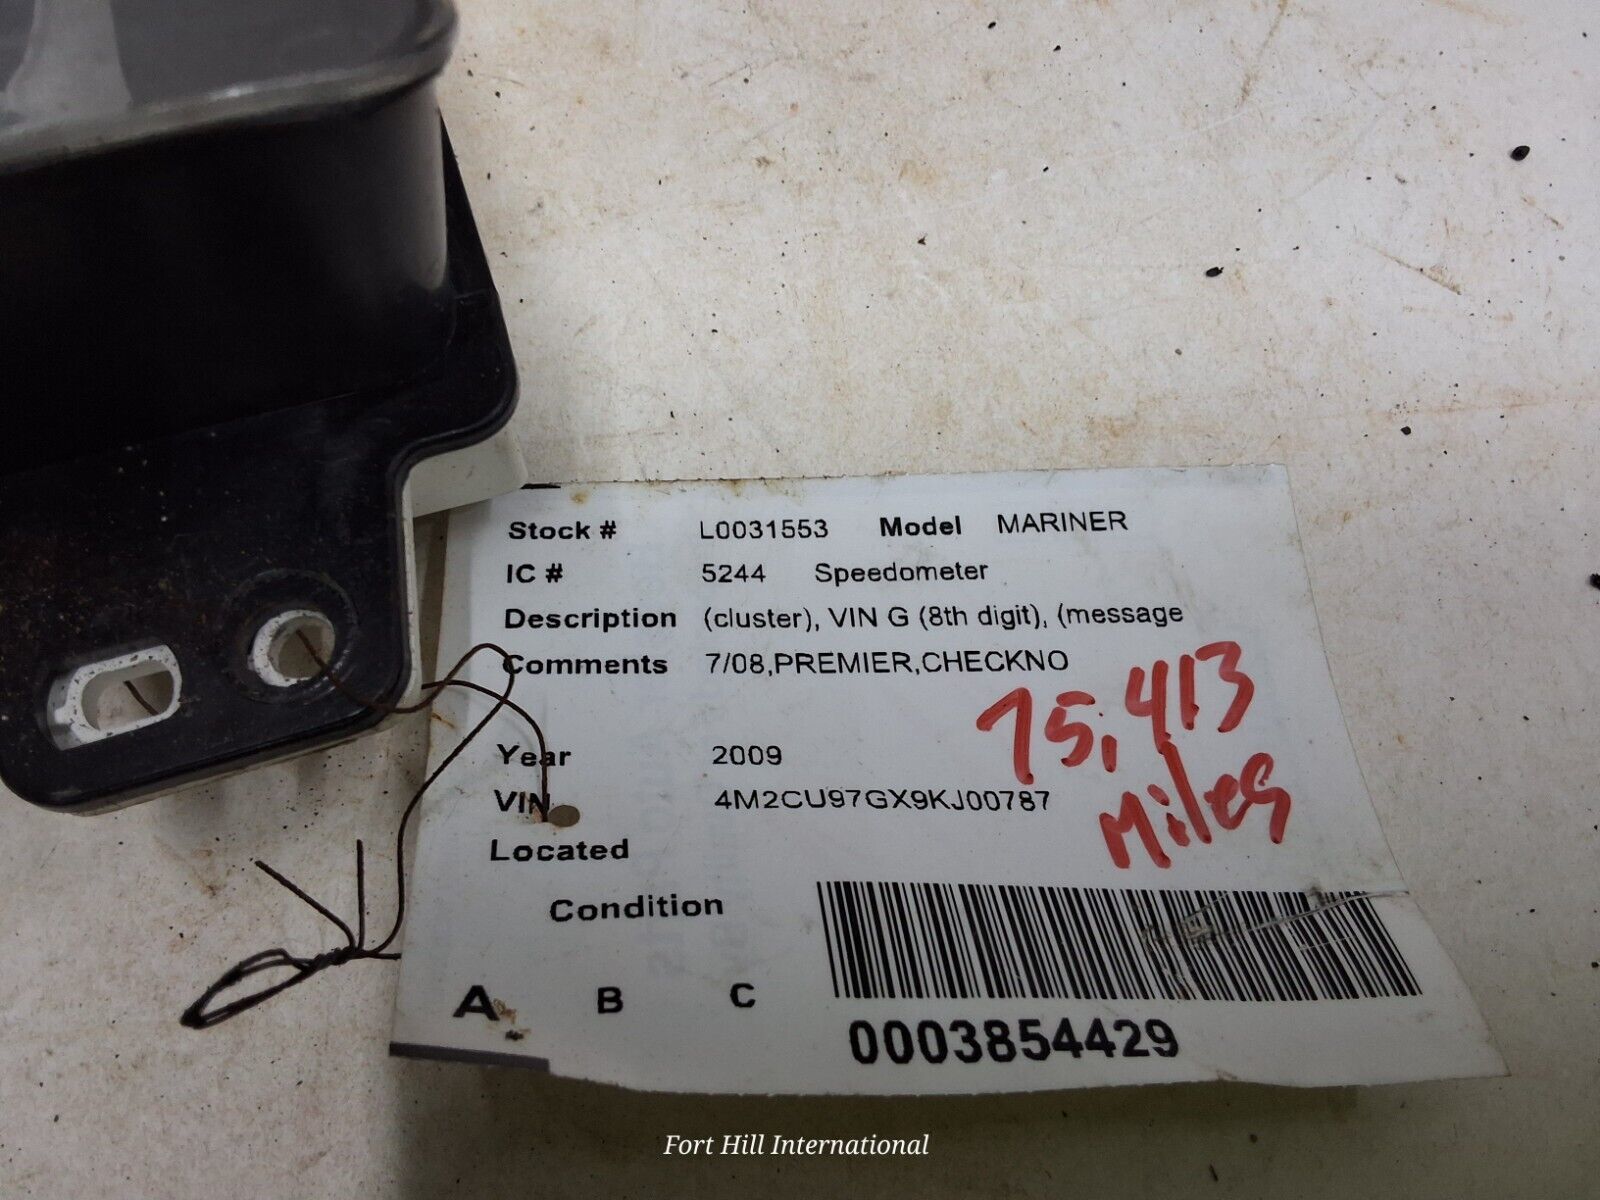 Stock # L0031553 Model MARINER
IC # 5244 Speedometer
Description (cluster), VIN G (8th digit), (message
Comments 7/08,PREMIER,CHECKNO
75,413
Miles
Year 2009
VIN 4M2CU97GX9KJ00787
Located
Condition
A B C
0003854429
Fort Hill International